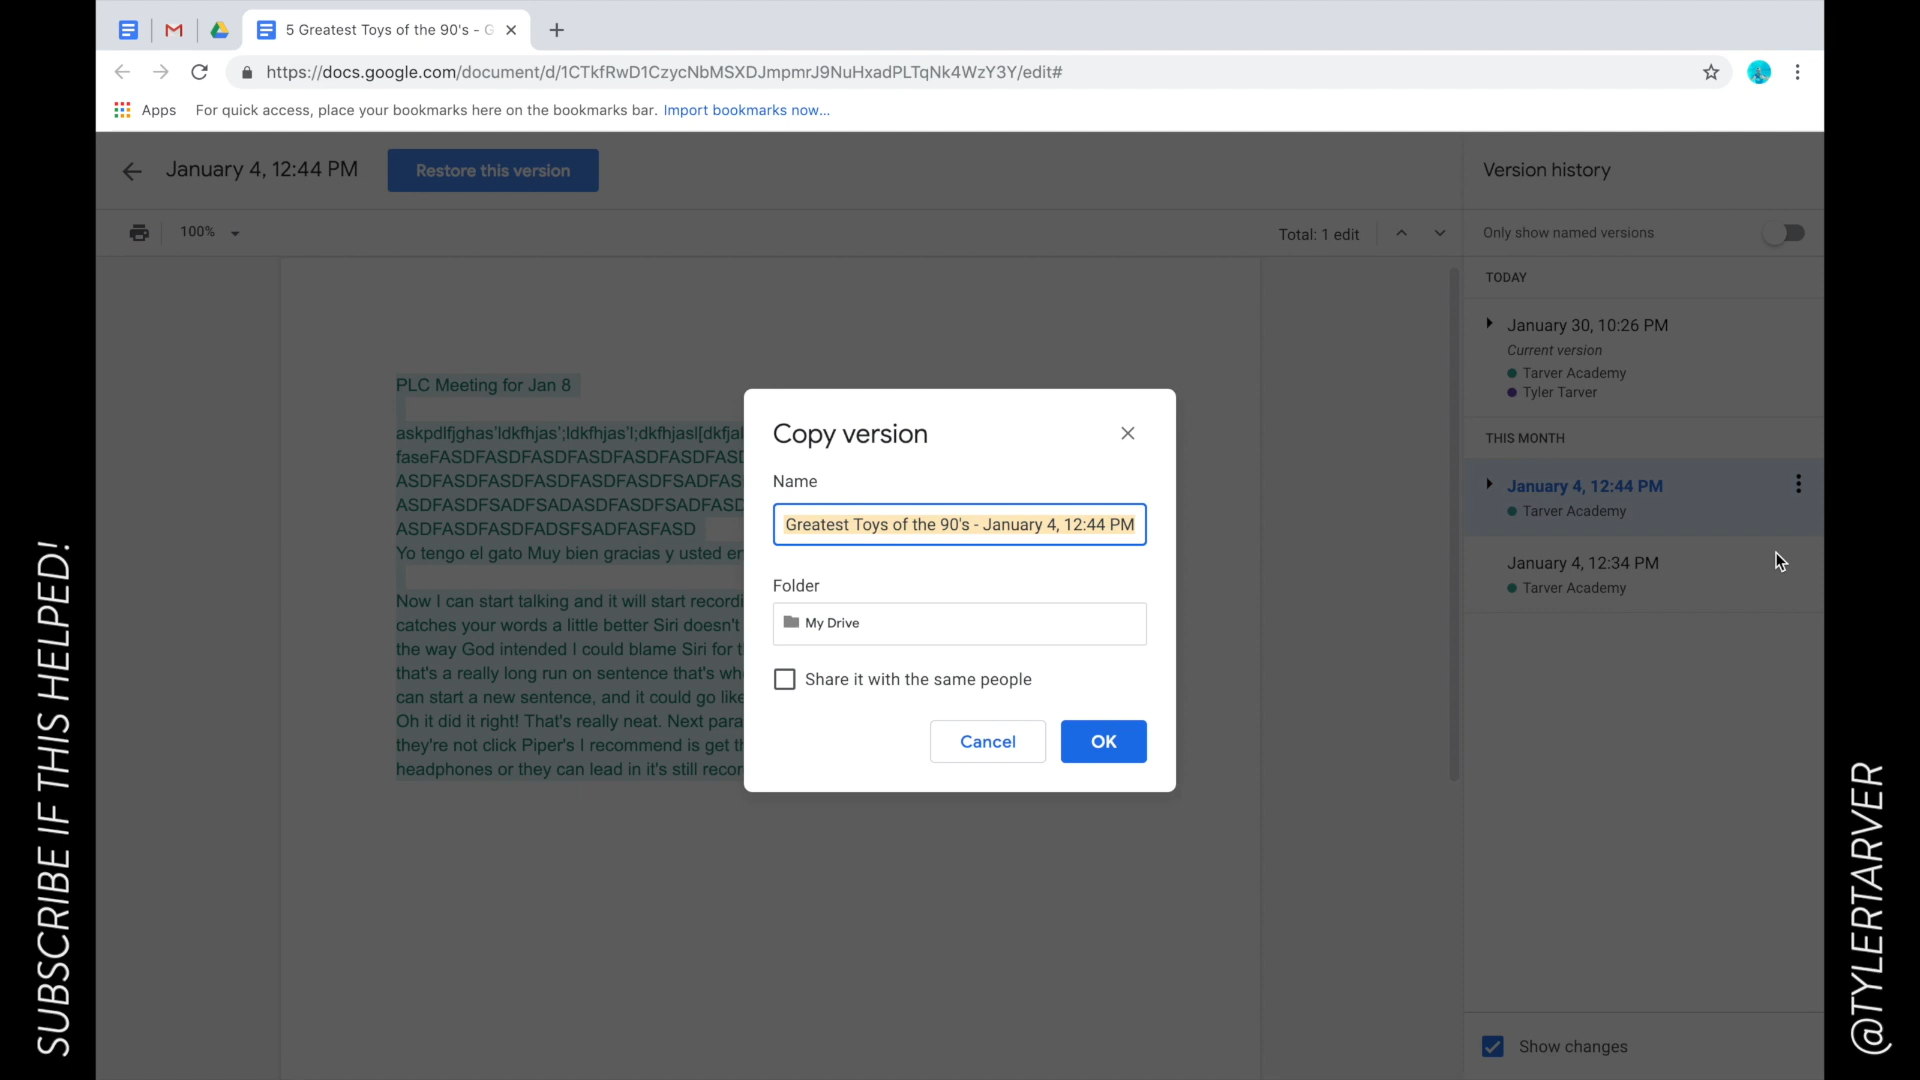 5 Greatest Toys of the 90's - G
https://docs.google.com/document/d/1CTkfRwD1CzycNbMSXDJmpmrJ9NuHxadPLTqNk4WzY3Y/edit#
Apps For quick access, place your bookmarks here on the bookmarks bar. Import bookmarks now...
January 4, 12:44 PM
Restore this version
Version history
100%
Total: 1 edit
Only show named versions
TODAY
January 30, 10:26 PM
Current version
Tarver Academy
Tyler Tarver
THIS MONTH
January 4, 12:44 PM
Tarver Academy
January 4, 12:34 PM
Tarver Academy
Show changes
PLC Meeting for Jan 8
askpdlfjghas'ldkfhjas';ldkfhjas'l;dkfhjasl[dkfjal
faseFASDFASDFASDFASDFASDFASDFASD
ASDFASDFASDFASDFASDFASDFSADFAS
ASDFASDFSADFSADASDFASDFSADFASD
ASDFASDFASDFADSFSADFASFASD
Yo tengo el gato Muy bien gracias y usted en
Now I can start talking and it will start recordi
catches your words a little better Siri doesn't
the way God intended I could blame Siri for t
that's a really long run on sentence that's wh
can start a new sentence, and it could go like
Oh it did it right! That's really neat. Next para
they're not click Piper's I recommend is get th
headphones or they can lead in it's still recor
Copy version
Name
Greatest Toys of the 90's - January 4, 12:44 PM
Folder
My Drive
Share it with the same people
Cancel
OK
SUBSCRIBE IF THIS HELPED!
@TYLERTARVER